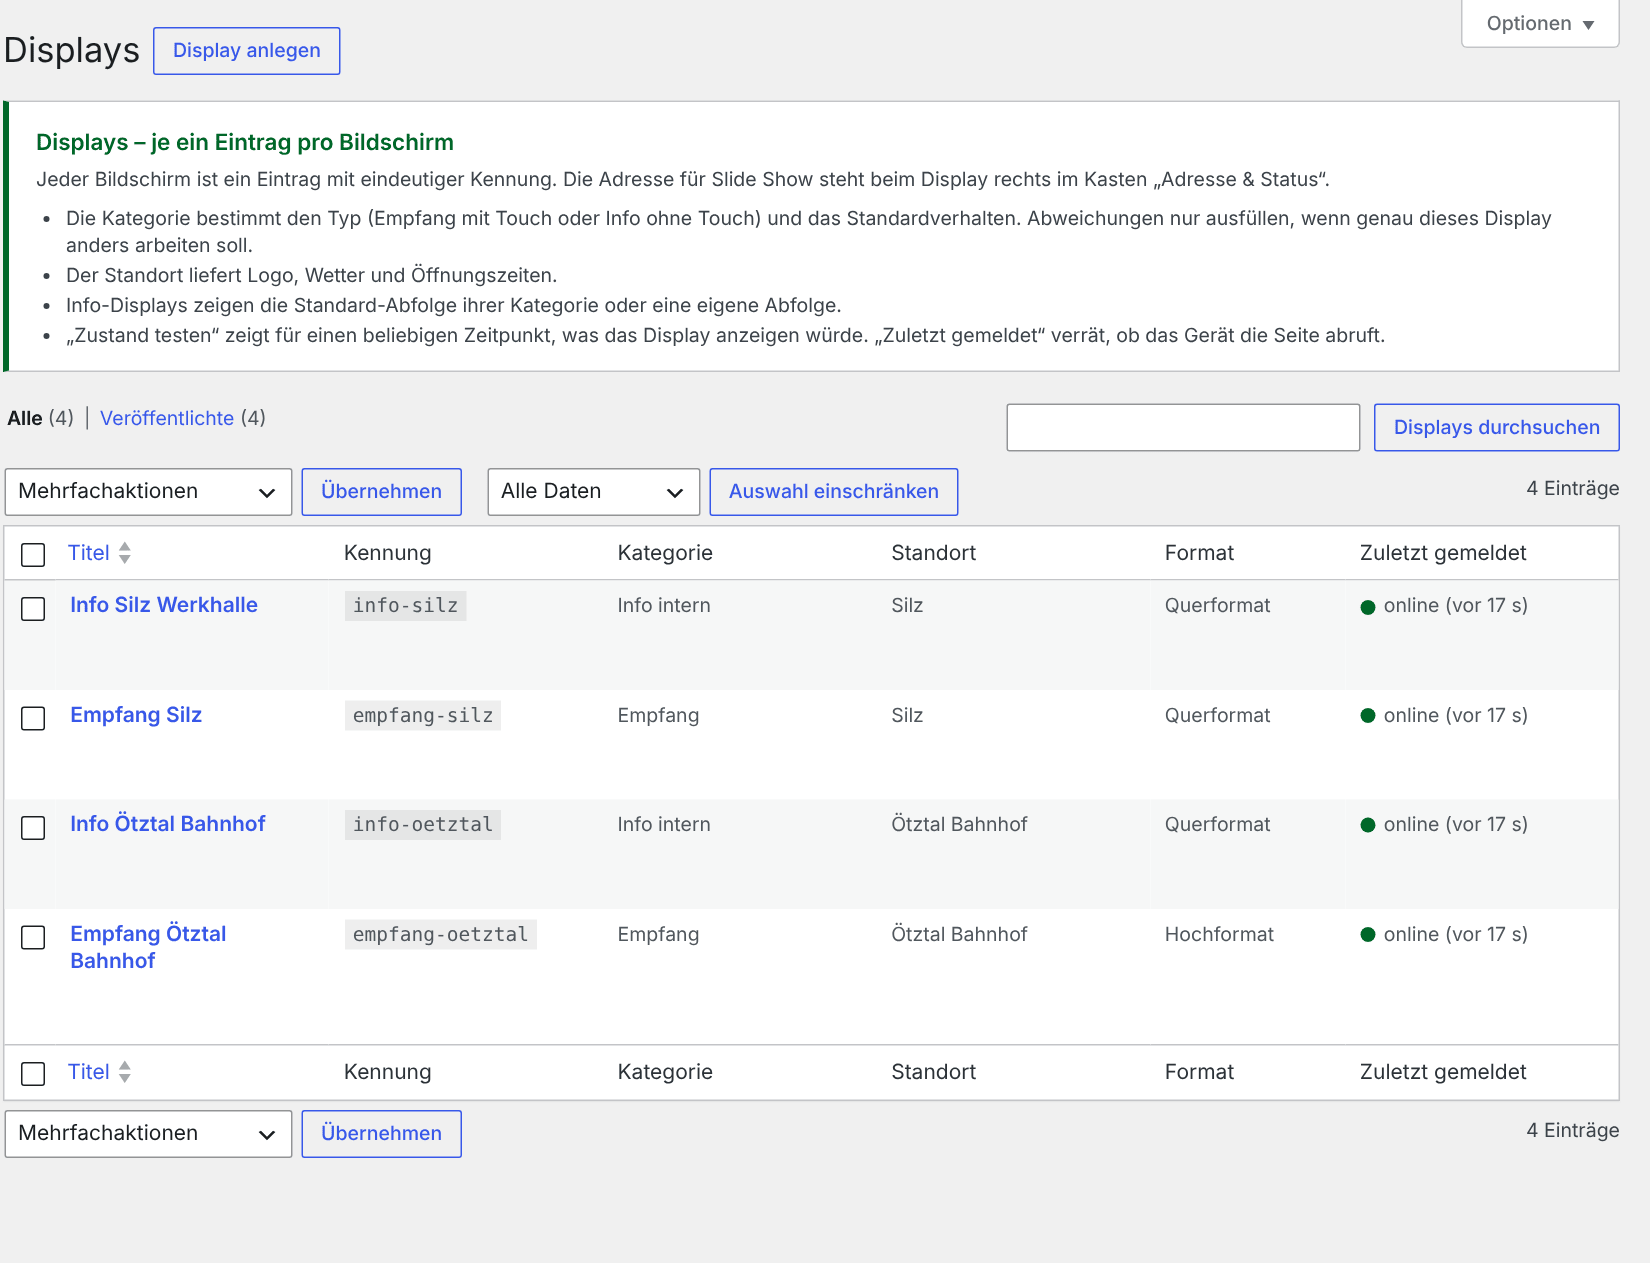 Optionen
Displays Display anlegen
Displays – je ein Eintrag pro Bildschirm
Jeder Bildschirm ist ein Eintrag mit eindeutiger Kennung. Die Adresse für Slide Show steht beim Display rechts im Kasten „Adresse & Status“.
• Die Kategorie bestimmt den Typ (Empfang mit Touch oder Info ohne Touch) und das Standardverhalten. Abweichungen nur ausfüllen, wenn genau dieses Display
anders arbeiten soll.
• Der Standort liefert Logo, Wetter und Öffnungszeiten.
• Info-Displays zeigen die Standard-Abfolge ihrer Kategorie oder eine eigene Abfolge.
• „Zustand testen“ zeigt für einen beliebigen Zeitpunkt, was das Display anzeigen würde. „Zuletzt gemeldet“ verrät, ob das Gerät die Seite abruft.
Alle (4) | Veröffentlichte (4)
Displays durchsuchen
Mehrfachaktionen Übernehmen Alle Daten Auswahl einschränken 4 Einträge
Titel Kennung Kategorie Standort Format Zuletzt gemeldet
Info Silz Werkhalle info-silz Info intern Silz Querformat online (vor 17 s)
Empfang Silz empfang-silz Empfang Silz Querformat online (vor 17 s)
Info Ötztal Bahnhof info-oetztal Info intern Ötztal Bahnhof Querformat online (vor 17 s)
Empfang Ötztal empfang-oetztal Empfang Ötztal Bahnhof Hochformat online (vor 17 s)
Bahnhof
Titel Kennung Kategorie Standort Format Zuletzt gemeldet
Mehrfachaktionen Übernehmen 4 Einträge